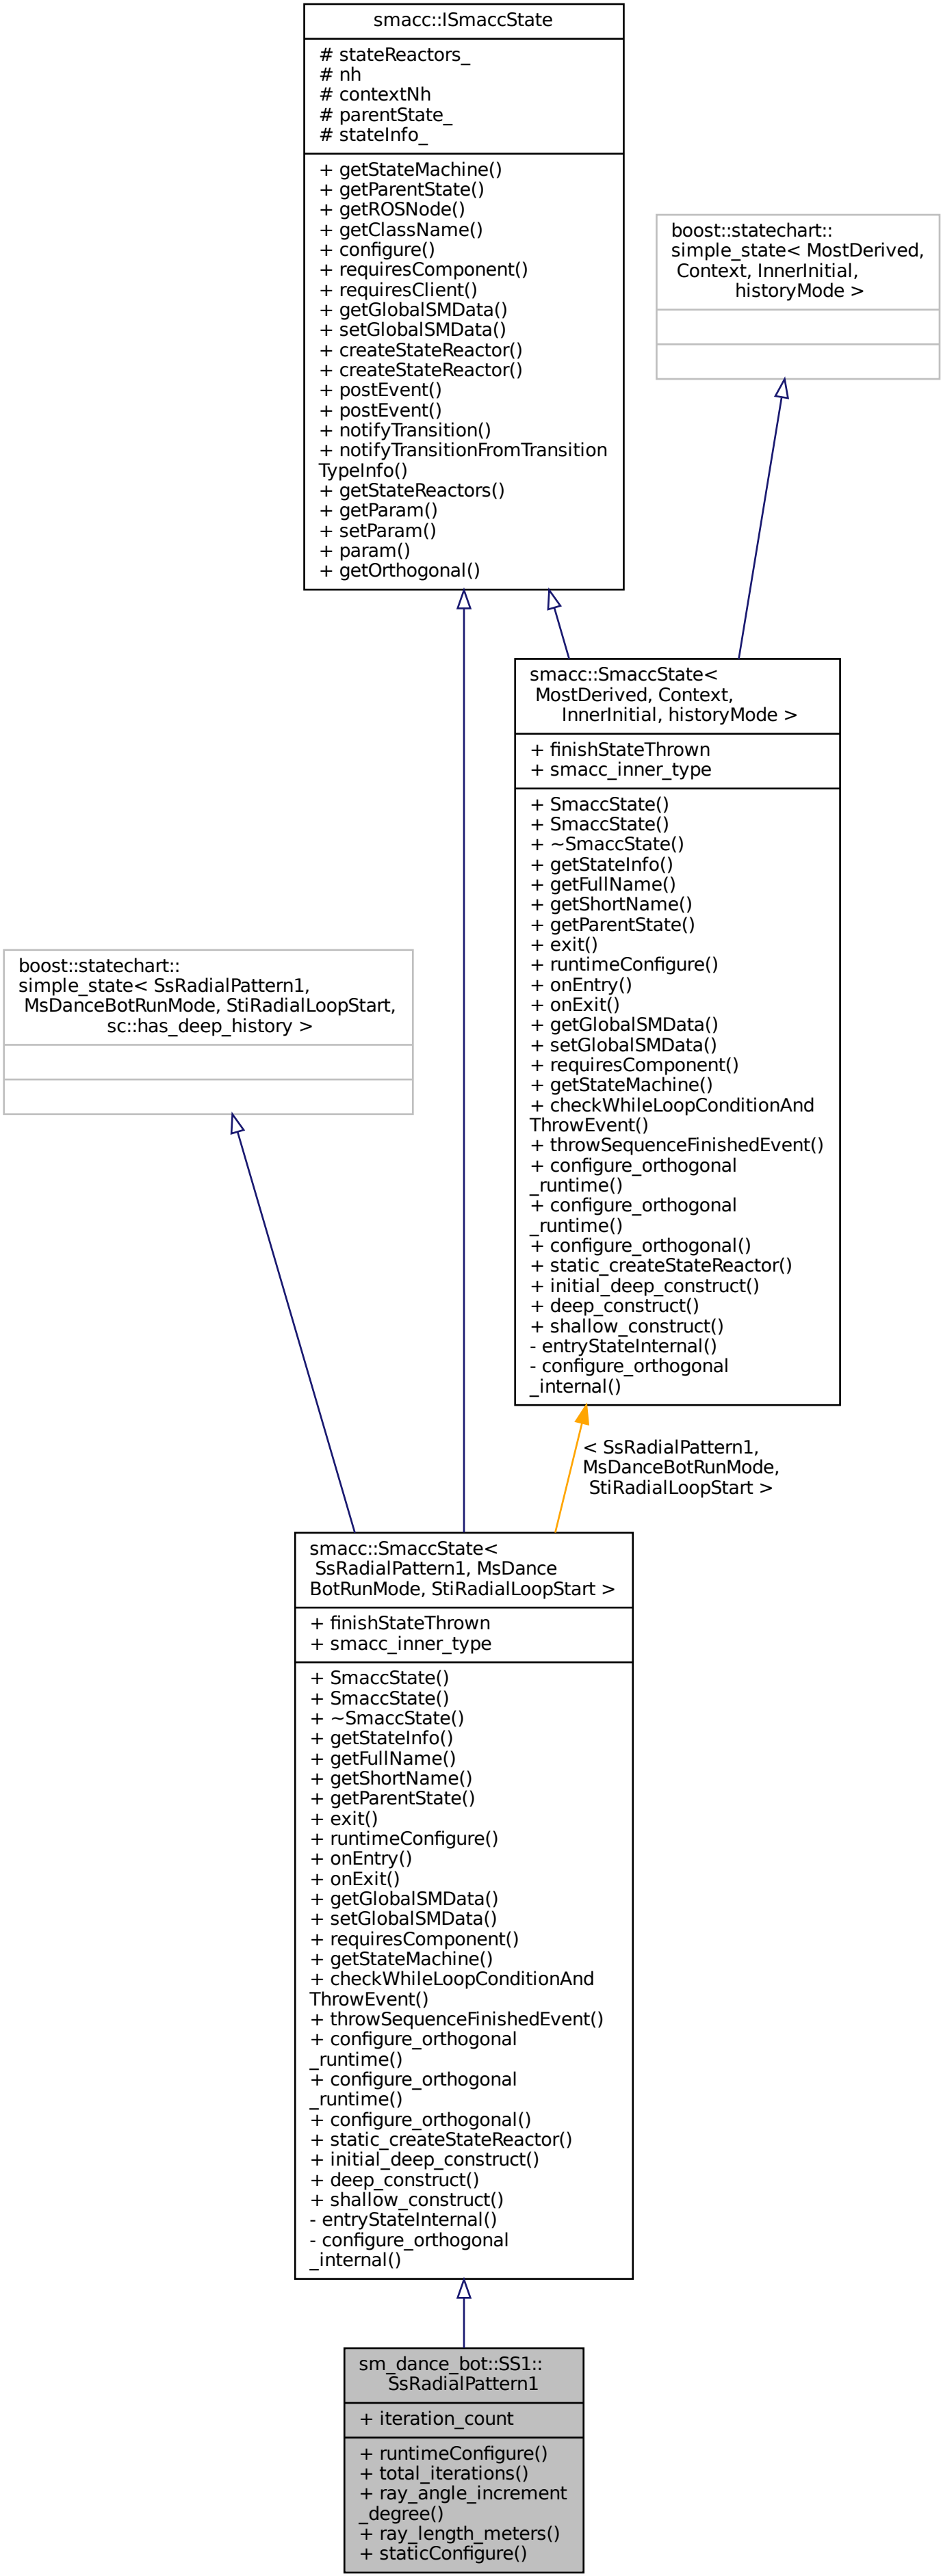 smacc::ISmaccState
# stateReactors_
# nh
# contextNh
# parentState_
# stateInfo_
+ getStateMachine()
+ getParentState()
+ getROSNode()
+ getClassName()
+ configure()
+ requiresComponent()
+ requiresClient()
+ getGlobalSMData()
+ setGlobalSMData()
+ createStateReactor()
+ createStateReactor()
+ postEvent()
+ postEvent()
+ notifyTransition()
+ notifyTransitionFromTransition
TypeInfo()
+ getStateReactors()
+ getParam()
+ setParam()
+ param()
+ getOrthogonal()
boost::statechart::
simple_state< MostDerived,
Context, InnerInitial,
historyMode >
smacc::SmaccState<
MostDerived, Context,
InnerInitial, historyMode >
+ finishStateThrown
+ smacc_inner_type
+ SmaccState()
+ SmaccState()
+ ~SmaccState()
+ getStateInfo()
+ getFullName()
+ getShortName()
+ getParentState()
+ exit()
+ runtimeConfigure()
+ onEntry()
+ onExit()
+ getGlobalSMData()
+ setGlobalSMData()
+ requiresComponent()
+ getStateMachine()
+ checkWhileLoopConditionAnd
ThrowEvent()
+ throwSequenceFinishedEvent()
+ configure_orthogonal
_runtime()
+ configure_orthogonal
_runtime()
+ configure_orthogonal()
+ static_createStateReactor()
+ initial_deep_construct()
+ deep_construct()
+ shallow_construct()
- entryStateInternal()
- configure_orthogonal
_internal()
boost::statechart::
simple_state< SsRadialPattern1,
MsDanceBotRunMode, StiRadialLoopStart,
sc::has_deep_history >
< SsRadialPattern1,
MsDanceBotRunMode,
StiRadialLoopStart >
smacc::SmaccState<
SsRadialPattern1, MsDance
BotRunMode, StiRadialLoopStart >
+ finishStateThrown
+ smacc_inner_type
+ SmaccState()
+ SmaccState()
+ ~SmaccState()
+ getStateInfo()
+ getFullName()
+ getShortName()
+ getParentState()
+ exit()
+ runtimeConfigure()
+ onEntry()
+ onExit()
+ getGlobalSMData()
+ setGlobalSMData()
+ requiresComponent()
+ getStateMachine()
+ checkWhileLoopConditionAnd
ThrowEvent()
+ throwSequenceFinishedEvent()
+ configure_orthogonal
_runtime()
+ configure_orthogonal
_runtime()
+ configure_orthogonal()
+ static_createStateReactor()
+ initial_deep_construct()
+ deep_construct()
+ shallow_construct()
- entryStateInternal()
- configure_orthogonal
_internal()
sm_dance_bot::SS1::
SsRadialPattern1
+ iteration_count
+ runtimeConfigure()
+ total_iterations()
+ ray_angle_increment
_degree()
+ ray_length_meters()
+ staticConfigure()